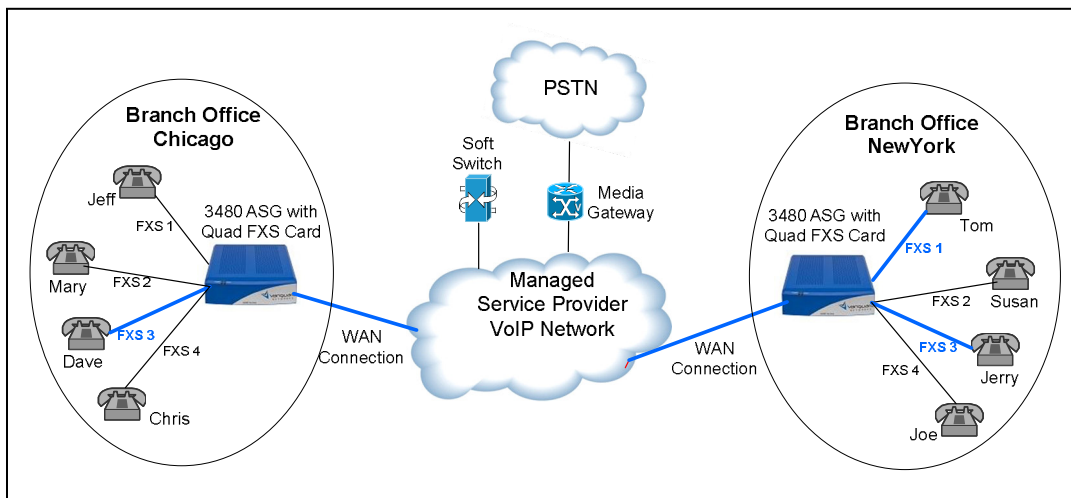 PSTN
Branch Office
Chicago
Jeff
FXS 1
3480 ASG with
Quad FXS Card
Mary
FXS 2
Dave
FXS 3
FXS 4
Chris
WAN
Connection
Soft
Switch
Media
Gateway
Managed
Service Provider
VoIP Network
WAN
Connection
Branch Office
NewYork
3480 ASG with
Quad FXS Card
Tom
FXS 1
FXS 2
Susan
FXS 3
Jerry
FXS 4
Joe